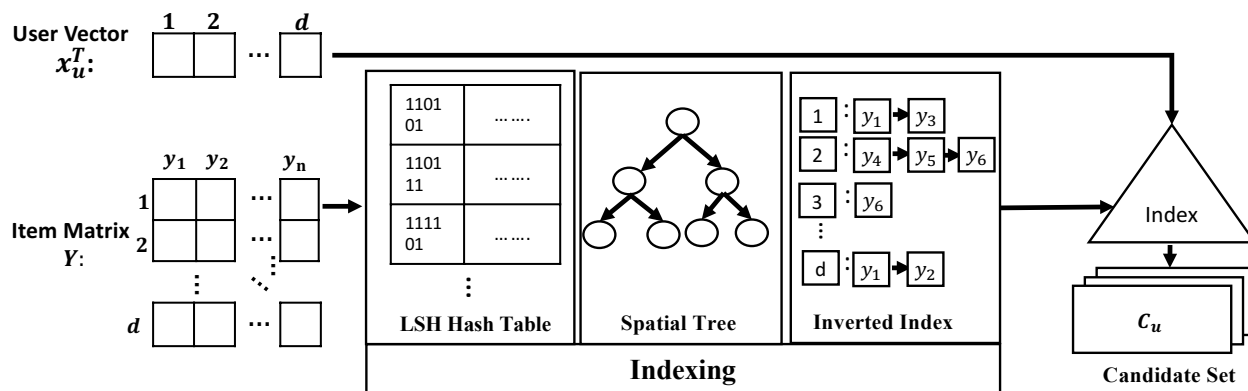 1 2 d
User Vector
x_u^T:
...
y_1 y_2 y_n
1
2
d
Item Matrix
Y:
...
...
...
1101
01
.......
1101
11
.......
1111
01
.......
LSH Hash Table
Spatial Tree
1 : y_1 y_3
2 : y_4 y_5 y_6
3 : y_6
d : y_1 y_2
Inverted Index
Indexing
Index
C_u
Candidate Set